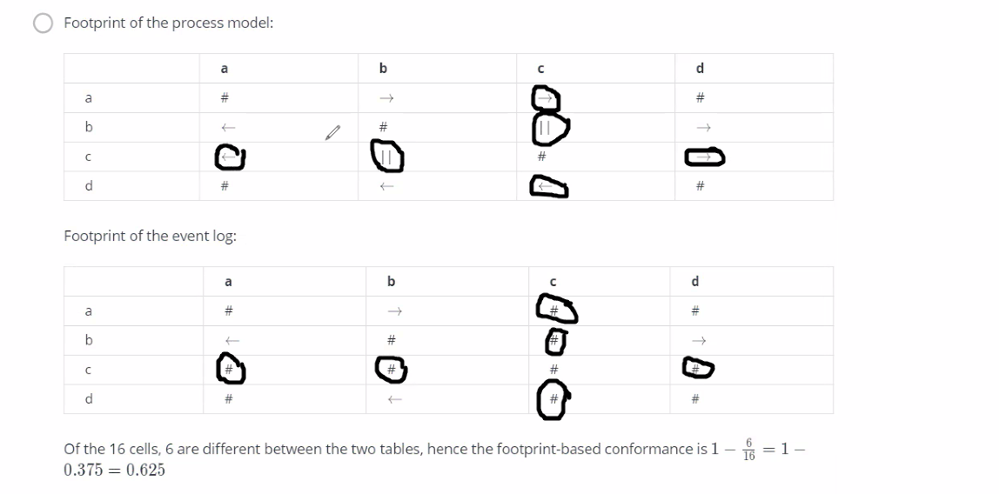 Footprint of the process model:
a b c d
a # → → #
b ← # || →
c ← || # →
d # ← ← #
Footprint of the event log:
a b c d
a # → # #
b ← # # →
c # # # #
d # ← # #
Of the 16 cells, 6 are different between the two tables, hence the footprint-based conformance is 1 − 6/16 = 1 −
0.375 = 0.625